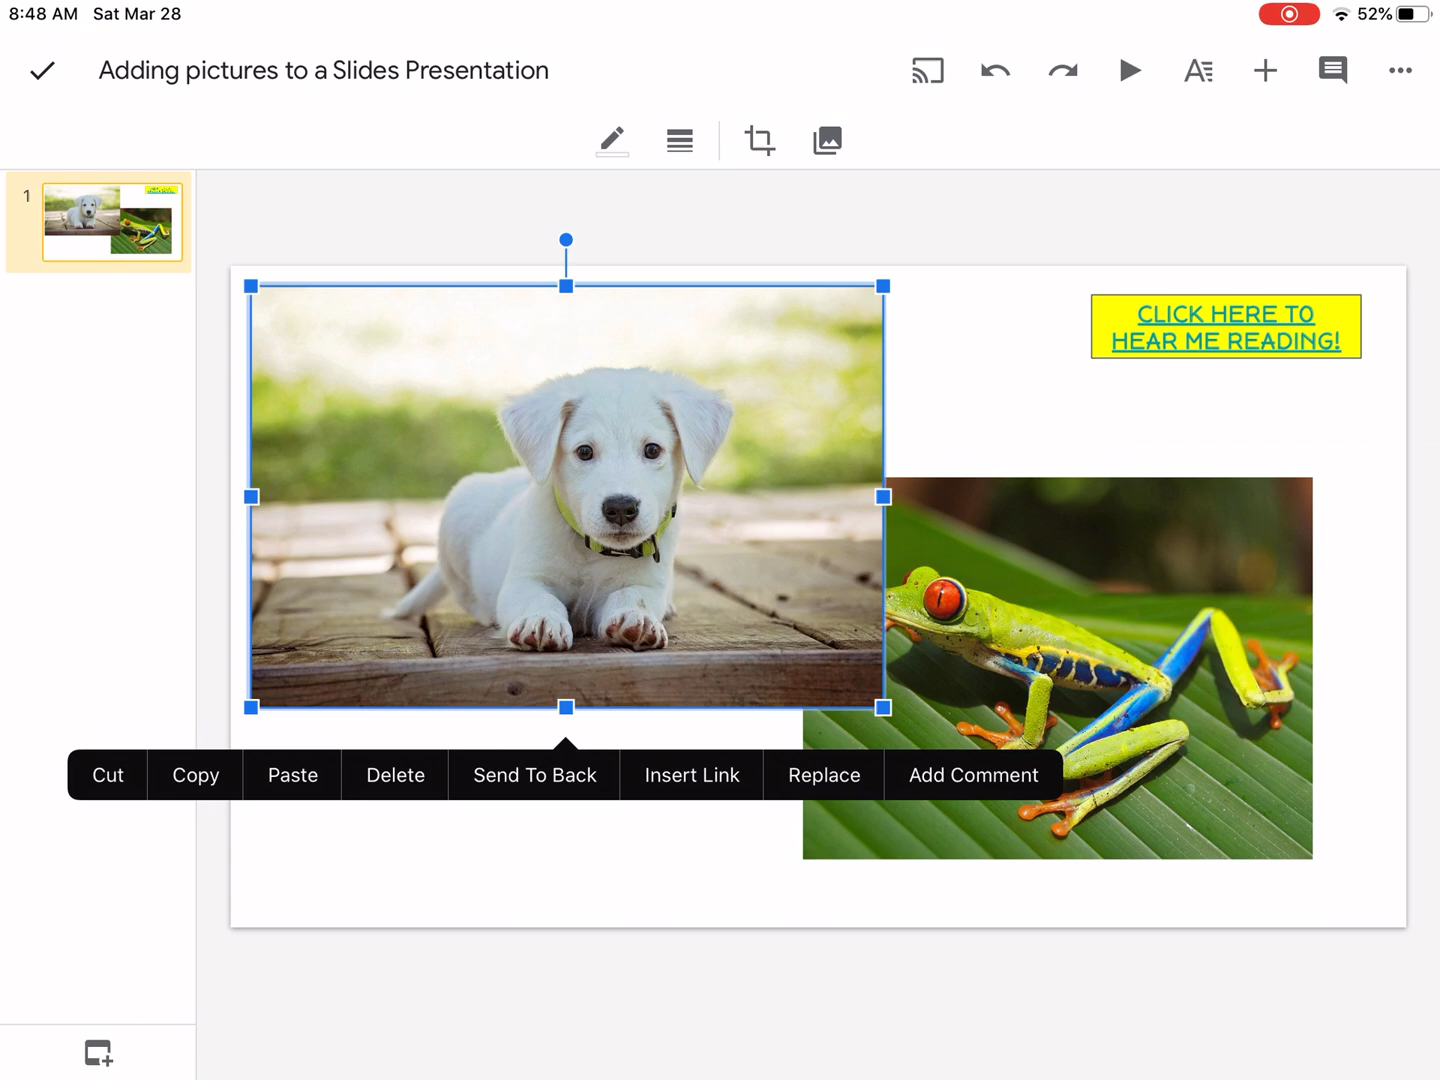 8:48 AM Sat Mar 28
52%
Adding pictures to a Slides Presentation
1
CLICK HERE TO
HEAR ME READING!
Cut Copy Paste Delete Send To Back Insert Link Replace Add Comment